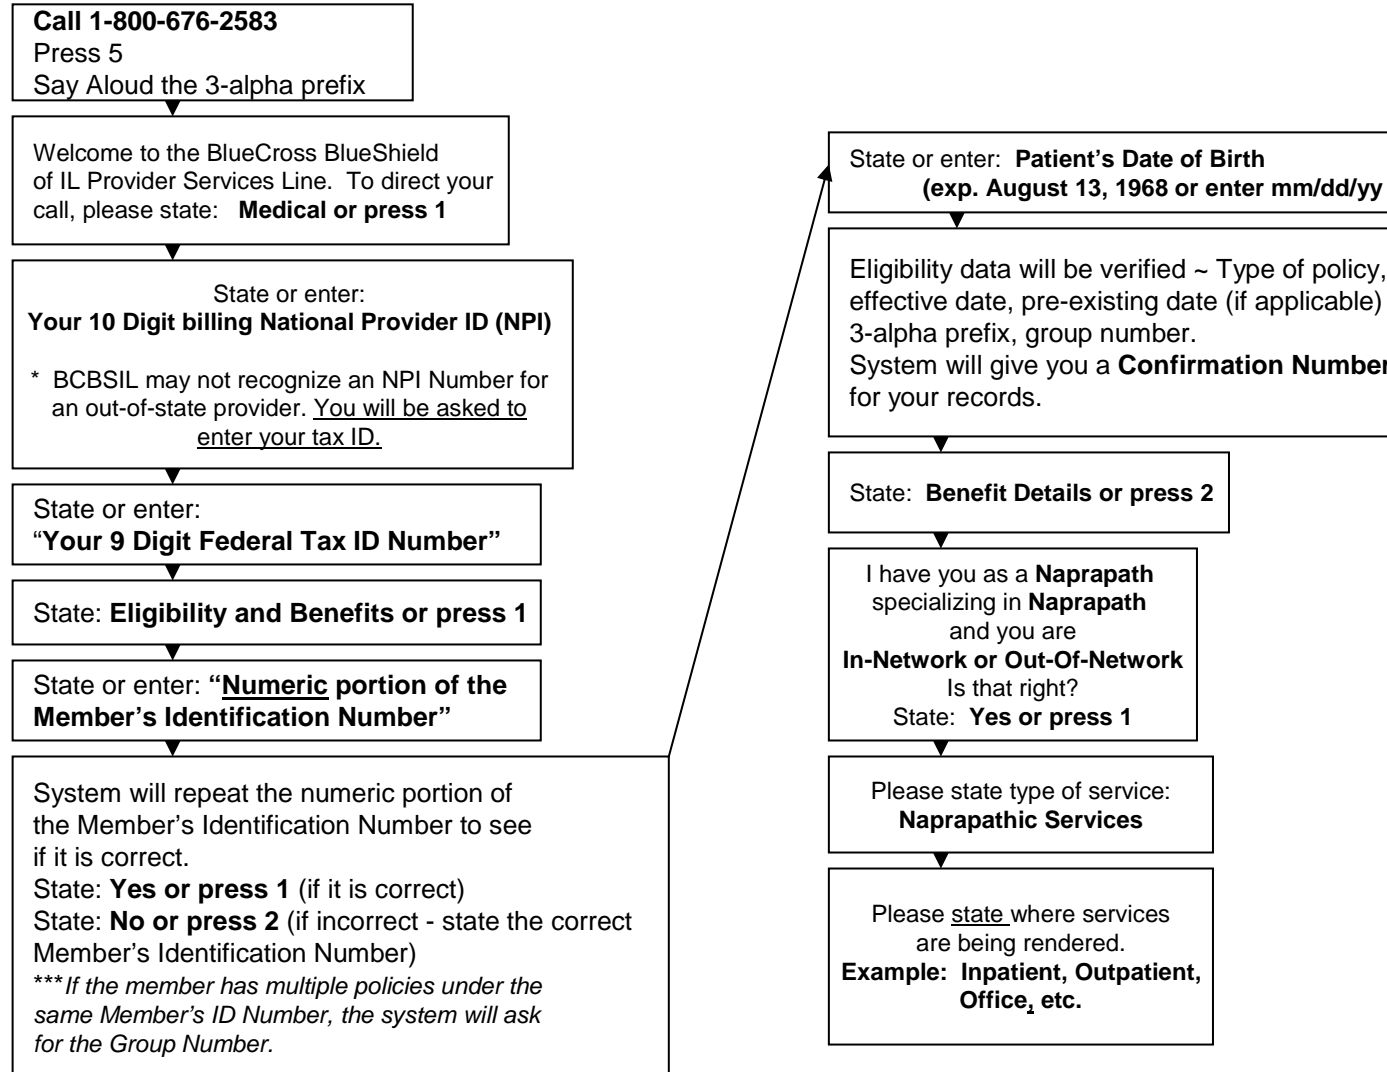 Call 1-800-676-2583
Press 5
Say Aloud the 3-alpha prefix
Welcome to the BlueCross BlueShield
of IL Provider Services Line. To direct your
call, please state: Medical or press 1
State or enter:
Your 10 Digit billing National Provider ID (NPI)
* BCBSIL may not recognize an NPI Number for
an out-of-state provider. You will be asked to
enter your tax ID.
State or enter:
“Your 9 Digit Federal Tax ID Number”
State: Eligibility and Benefits or press 1
State or enter: “Numeric portion of the
Member’s Identification Number”
System will repeat the numeric portion of
the Member’s Identification Number to see
if it is correct.
State: Yes or press 1 (if it is correct)
State: No or press 2 (if incorrect - state the correct
Member’s Identification Number)
***If the member has multiple policies under the
same Member’s ID Number, the system will ask
for the Group Number.
State or enter: Patient’s Date of Birth
(exp. August 13, 1968 or enter mm/dd/yy
Eligibility data will be verified ~ Type of policy,
effective date, pre-existing date (if applicable)
3-alpha prefix, group number.
System will give you a Confirmation Number
for your records.
State: Benefit Details or press 2
I have you as a Naprapath
specializing in Naprapath
and you are
In-Network or Out-Of-Network
Is that right?
State: Yes or press 1
Please state type of service:
Naprapathic Services
Please state where services
are being rendered.
Example: Inpatient, Outpatient,
Office, etc.